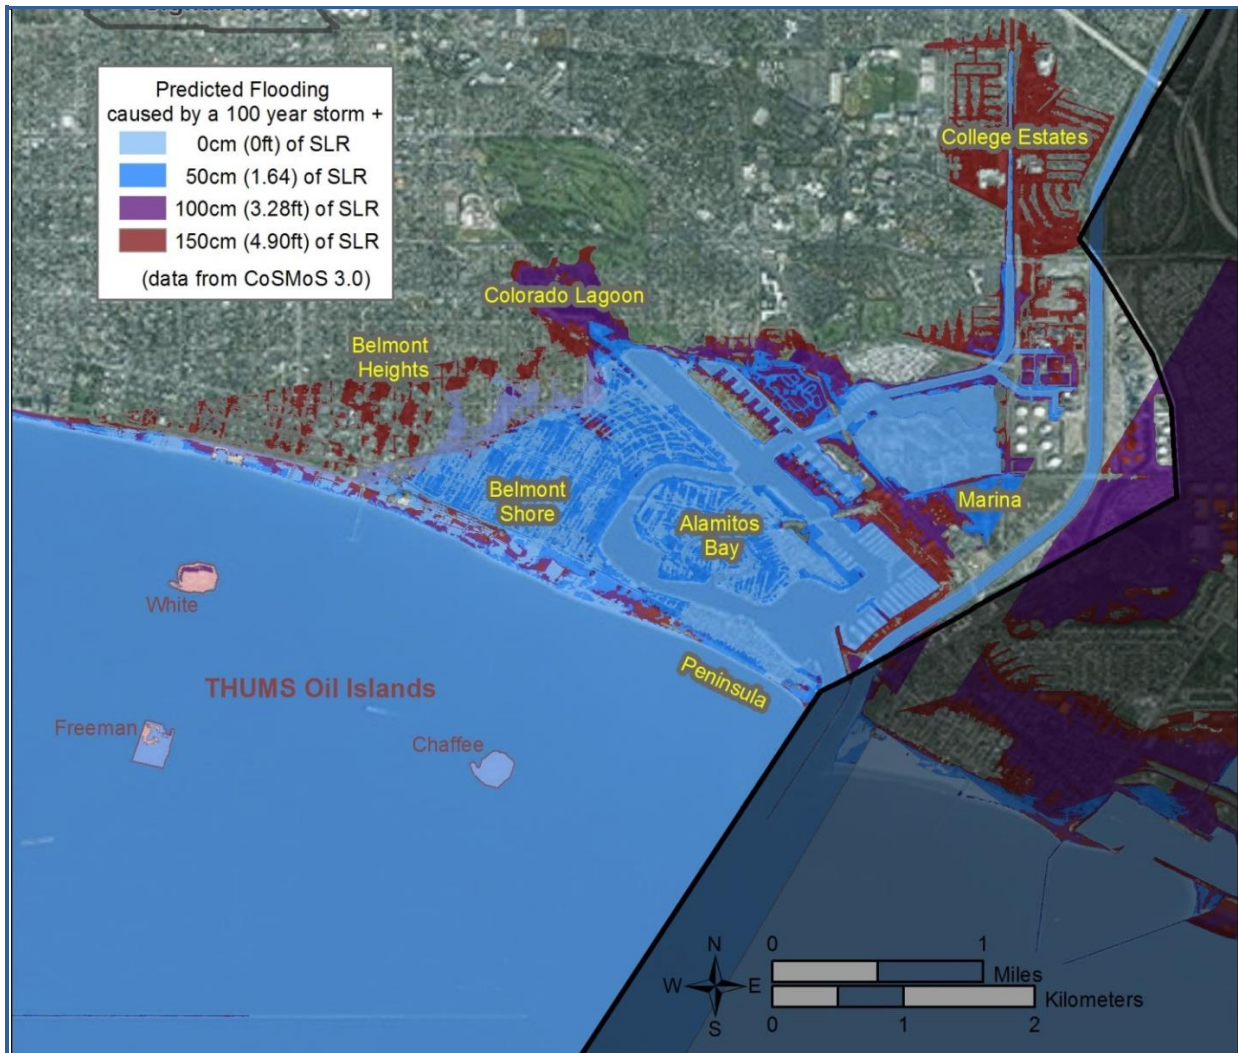 Predicted Flooding
caused by a 100 year storm +
0cm (0ft) of SLR
50cm (1.64) of SLR
100cm (3.28ft) of SLR
150cm (4.90ft) of SLR
(data from CoSMoS 3.0)
College Estates
Colorado Lagoon
Belmont
Heights
Belmont
Shore
Alamitos
Bay
Marina
White
Peninsula
THUMS Oil Islands
Freeman
Chaffee
N
W E
S
0 1
Miles
Kilometers
0 1 2